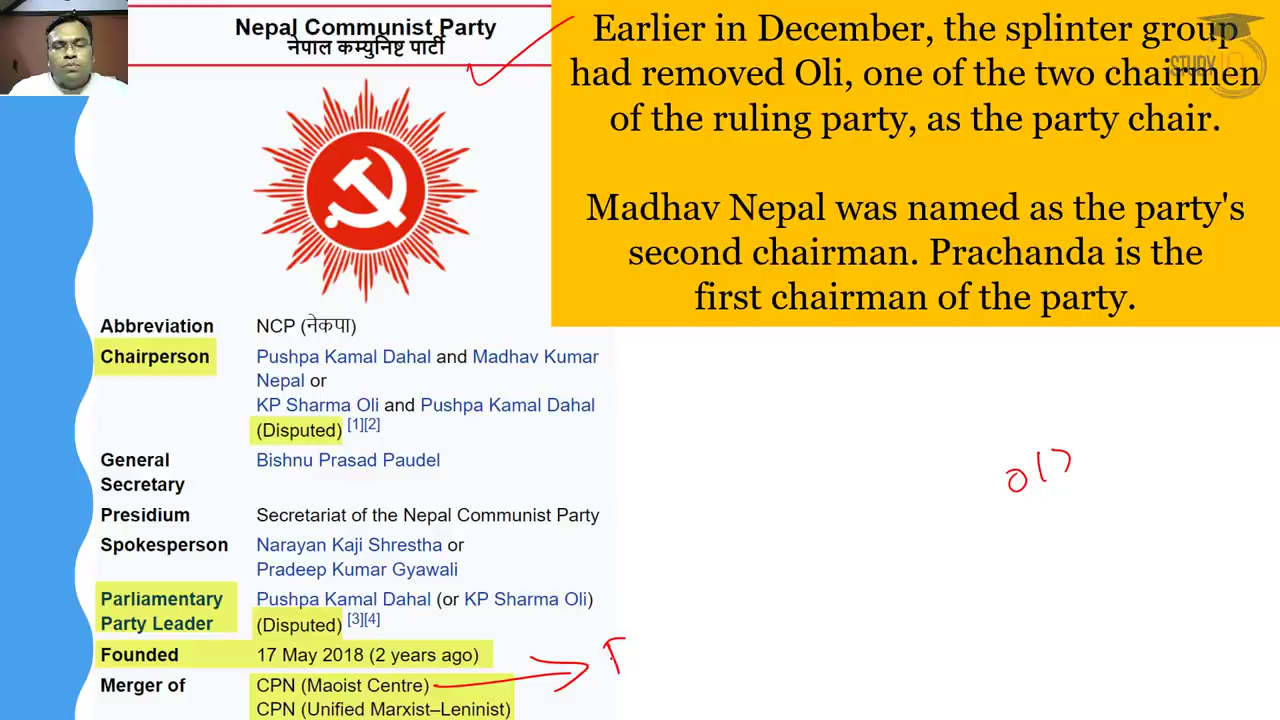 Nepal Communist Party
नेपाल कम्युनिष्ट पार्टी
Earlier in December, the splinter group
had removed Oli, one of the two chairmen
of the ruling party, as the party chair.
Madhav Nepal was named as the party's
second chairman. Prachanda is the
first chairman of the party.
STUDY IQ
Abbreviation NCP (नेकपा)
Chairperson Pushpa Kamal Dahal and Madhav Kumar
Nepal or
KP Sharma Oli and Pushpa Kamal Dahal
(Disputed) [1][2]
General Bishnu Prasad Paudel
Secretary
Presidium Secretariat of the Nepal Communist Party
Spokesperson Narayan Kaji Shrestha or
Pradeep Kumar Gyawali
Parliamentary Pushpa Kamal Dahal (or KP Sharma Oli)
Party Leader (Disputed) [3][4]
Founded 17 May 2018 (2 years ago)
Merger of CPN (Maoist Centre)
CPN (Unified Marxist–Leninist)